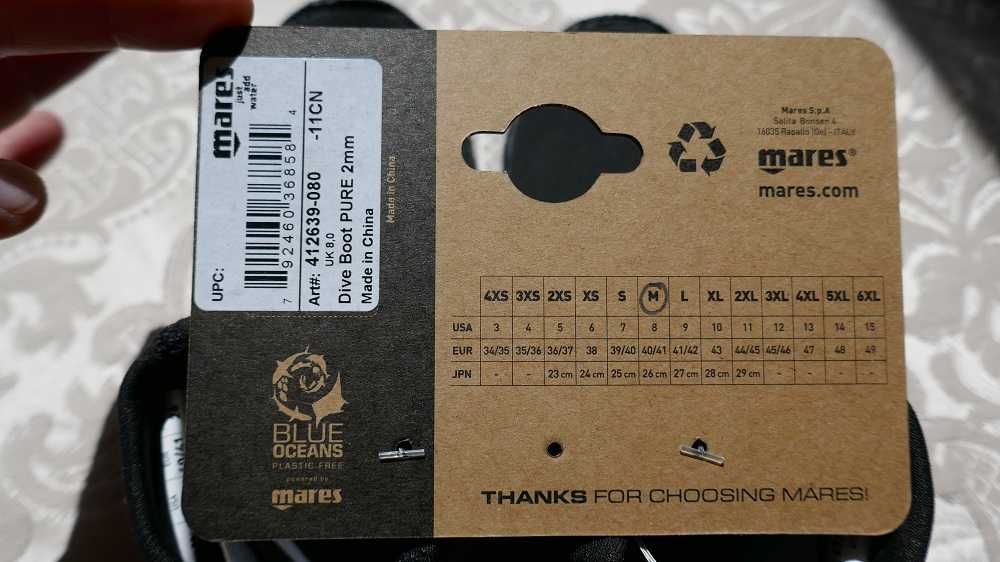 mares
just
add
water
UPC:
7 92460 36858 4
Art#: 412639-080 -11CN
UK 8.0
Dive Boot PURE 2mm
Made in China
Made in China
BLUE
OCEANS
PLASTIC FREE
powered by
mares
Mares S.p.A
Salita Bonsen 4
16035 Rapallo (Ge) - ITALY
mares®
mares.com
4XS 3XS 2XS XS S M L XL 2XL 3XL 4XL 5XL 6XL
USA 3 4 5 6 7 8 9 10 11 12 13 14 15
EUR 34/35 35/36 36/37 38 39/40 40/41 41/42 43 44/45 45/46 47 48 49
JPN - - 23 cm 24 cm 25 cm 26 cm 27 cm 28 cm 29 cm - - - -
THANKS FOR CHOOSING MARES!